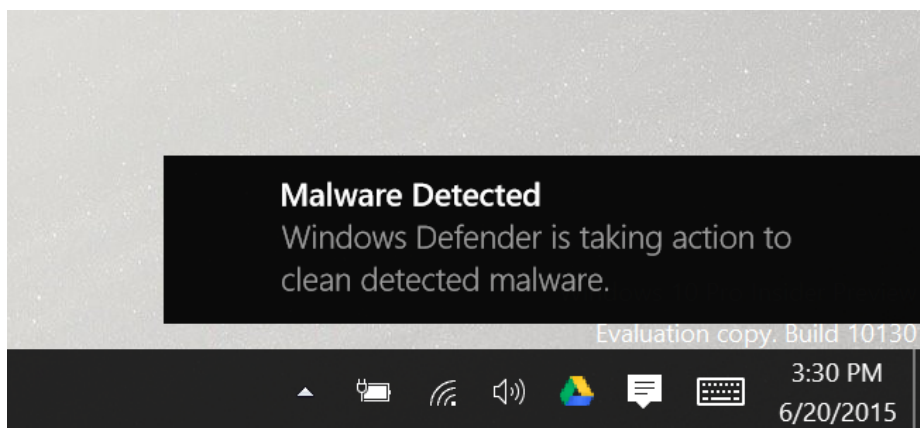 Malware Detected
Windows Defender is taking action to
clean detected malware.
Evaluation copy. Build 10130
3:30 PM
6/20/2015